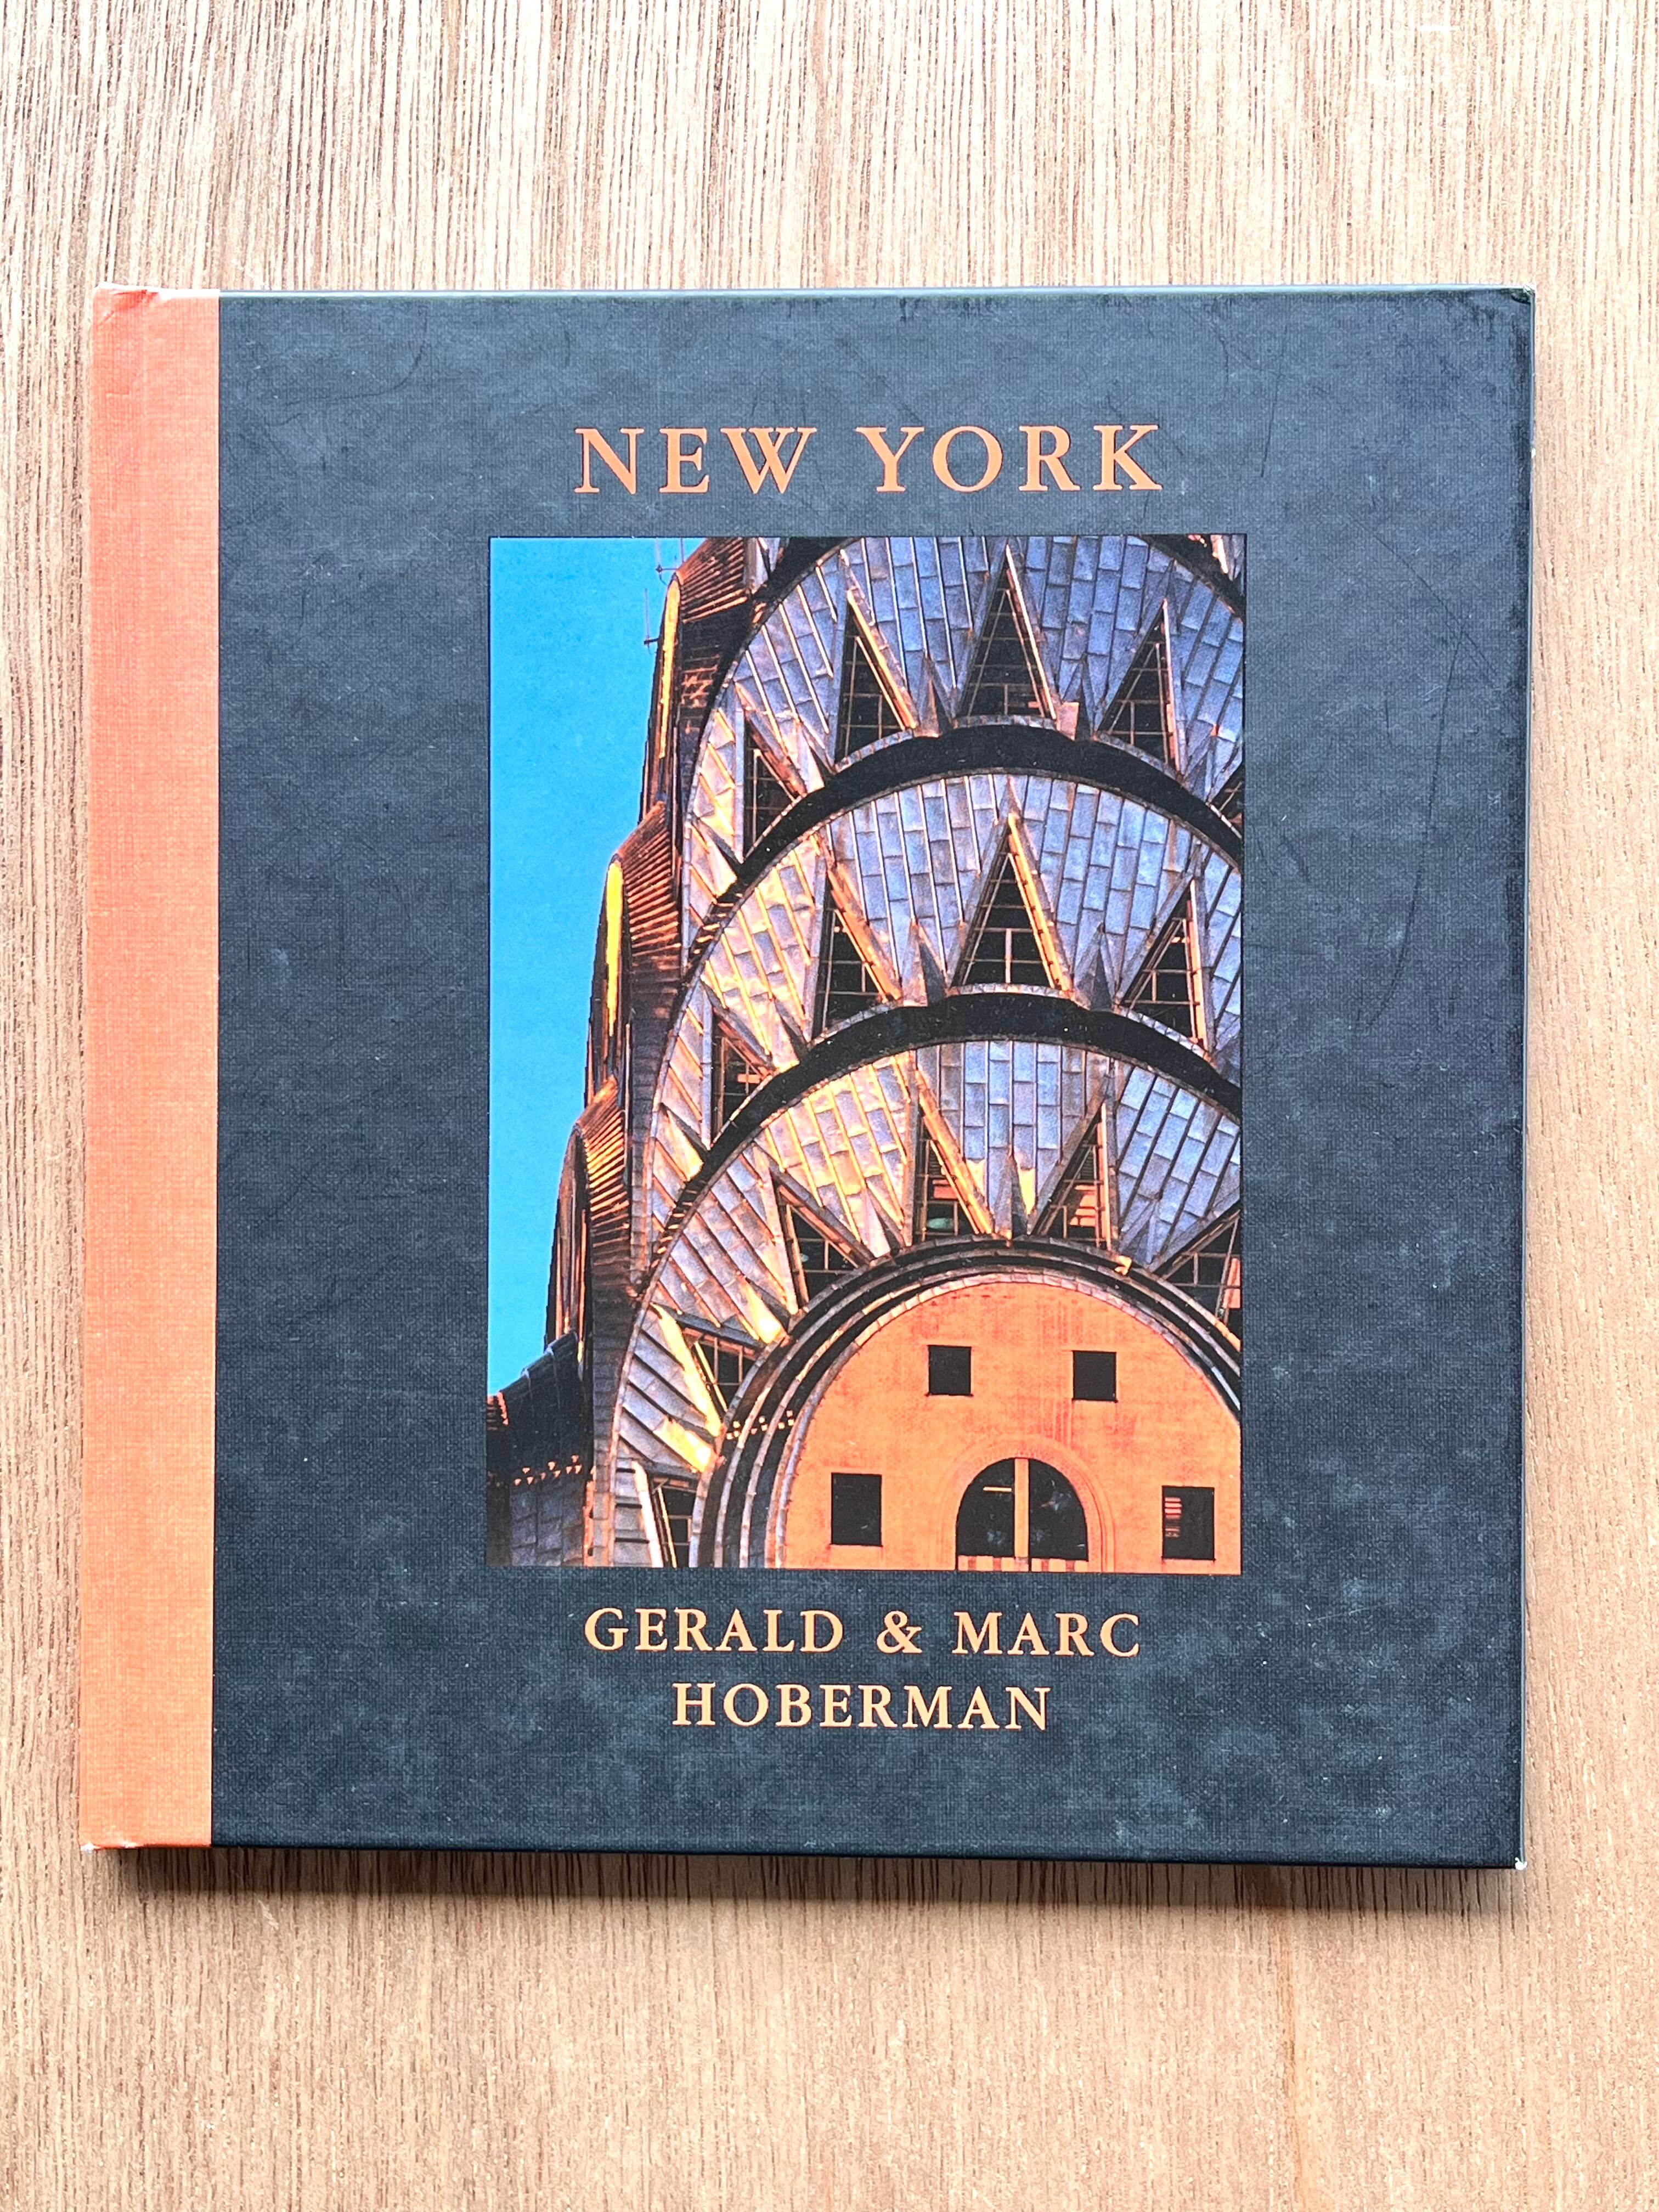 NEW YORK
GERALD & MARC
HOBERMAN